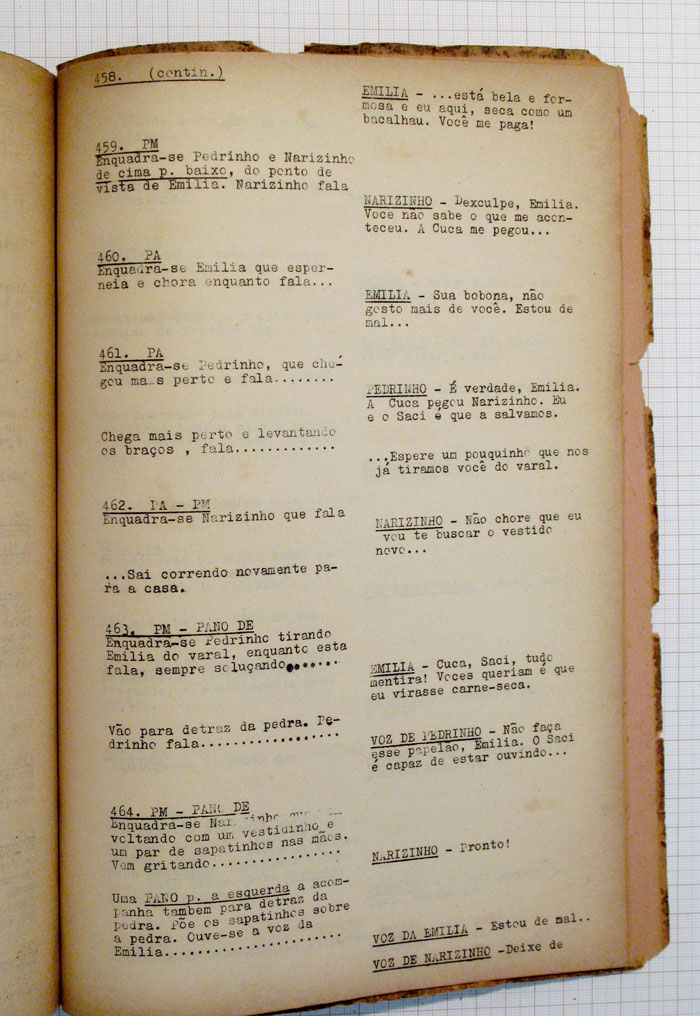 458. (contin.)
EMILIA - ...está bela e for-
mosa e eu aqui, seca como um
bacalhau. Você me paga!
459. PM
Enquadra-se Pedrinho e Narizinho
de cima p. baixo, do ponto de
vista de Emilia. Narizinho fala
NARIZINHO - Dexculpe, Emilia.
Voce não sabe o que me acon-
teceu. A Cuca me pegou...
460. PA
Enquadra-se Emilia que esper-
neia e chora enquanto fala...
EMILIA - Sua bobona, não
gosto mais de você. Estou de
mal...
461. PA
Enquadra-se Pedrinho, que che-
gou mais perto e fala........
PEDRINHO - É verdade, Emilia.
A Cuca pegou Narizinho. Eu
e o Saci é que a salvamos.
Chega mais perto e levantando
os braços , fala.............
...Espere um pouquinho que nos
já tiramos você do varal.
462. PA - PM
Enquadra-se Narizinho que fala
NARIZINHO - Não chore que eu
vou te buscar o vestido
novo...
...Sai correndo novamente pa-
ra a casa.
463. PM - PANO DE
Enquadra-se Pedrinho tirando
Emilia do varal, enquanto esta
fala, sempre soluçando.......
EMILIA - Cuca, Saci, tudo
mentira! Voces queriam é que
eu virasse carne-seca.
Vão para detraz da pedra. Pe-
drinho fala.................
VOZ DE PEDRINHO - Não faça
esse papelão, Emilia. O Saci
é capaz de estar ouvindo...
464. PM - PANO DE
Enquadra-se Narizinho
voltando com um vestidinho e
um par de sapatinhos nas mãos.
Vem gritando................
NARIZINHO - Pronto!
Uma PANO p. a esquerda a acom-
panha tambem para detraz da
pedra. Põe os sapatinhos sobre
a pedra. Ouve-se a voz da
Emilia......................
VOZ DA EMILIA - Estou de mal..
VOZ DE NARIZINHO -Deixe de